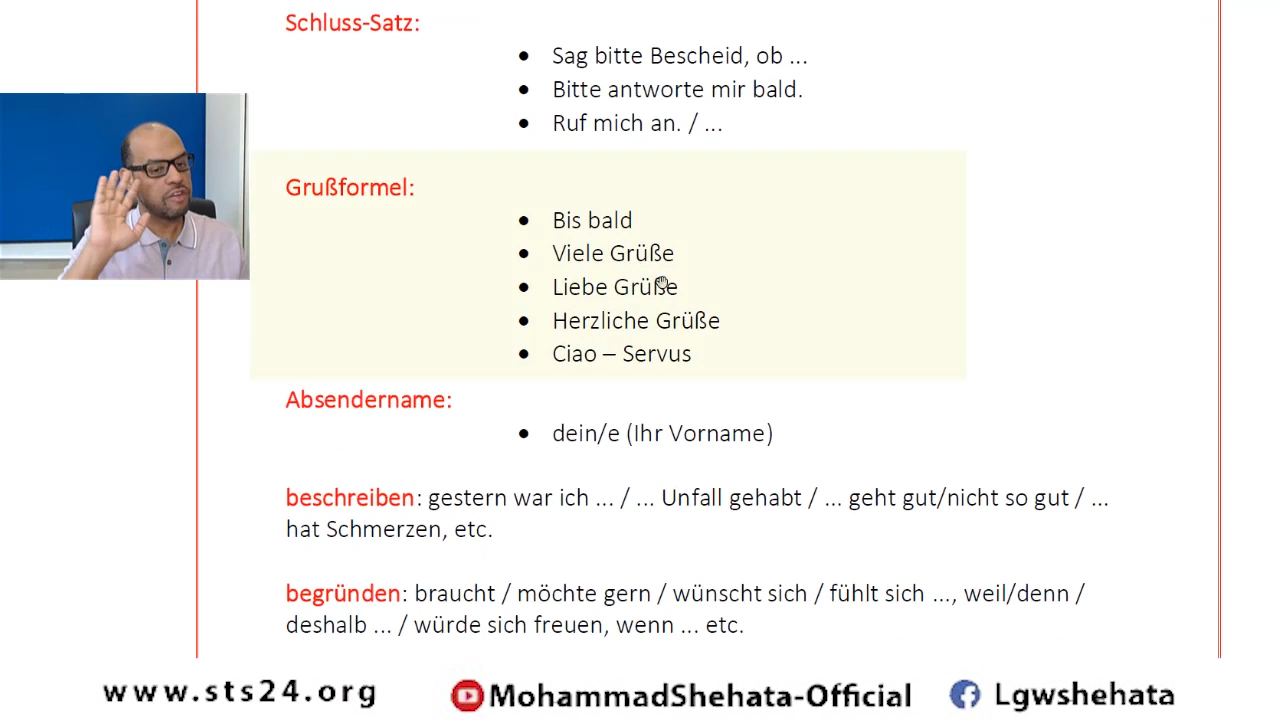 Schluss-Satz:
• Sag bitte Bescheid, ob ...
• Bitte antworte mir bald.
• Ruf mich an. / ...
Grußformel:
• Bis bald
• Viele Grüße
• Liebe Grüße
• Herzliche Grüße
• Ciao – Servus
Absendername:
• dein/e (Ihr Vorname)
beschreiben: gestern war ich ... / ... Unfall gehabt / ... geht gut/nicht so gut / ...
hat Schmerzen, etc.
begründen: braucht / möchte gern / wünscht sich / fühlt sich ..., weil/denn /
deshalb ... / würde sich freuen, wenn ... etc.
www.sts24.org MohammadShehata-Official Lgwshehata